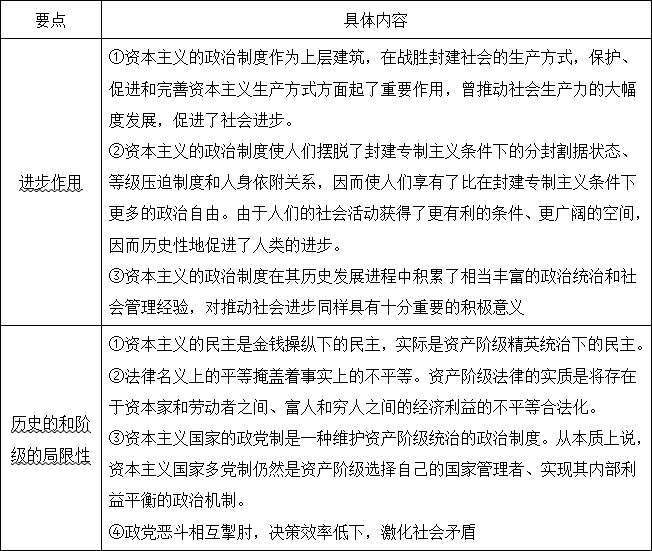 要点
具体内容
进步作用
①资本主义的政治制度作为上层建筑，在战胜封建社会的生产方式，保护、
促进和完善资本主义生产方式方面起了重要作用，曾推动社会生产力的大幅
度发展，促进了社会进步。
②资本主义的政治制度使人们摆脱了封建专制主义条件下的分封割据状态、
等级压迫制度和人身依附关系，因而使人们享有了比在封建专制主义条件下
更多的政治自由。由于人们的社会活动获得了更有利的条件、更广阔的空间，
因而历史性地促进了人类的进步。
③资本主义的政治制度在其历史发展进程中积累了相当丰富的政治统治和社
会管理经验，对推动社会进步同样具有十分重要的积极意义
历史的和阶
级的局限性
①资本主义的民主是金钱操纵下的民主，实际是资产阶级精英统治下的民主。
②法律名义上的平等掩盖着事实上的不平等。资产阶级法律的实质是将存在
于资本家和劳动者之间、富人和穷人之间的经济利益的不平等合法化。
③资本主义国家的政党制是一种维护资产阶级统治的政治制度。从本质上说，
资本主义国家多党制仍然是资产阶级选择自己的国家管理者、实现其内部利
益平衡的政治机制。
④政党恶斗相互掣肘，决策效率低下，激化社会矛盾